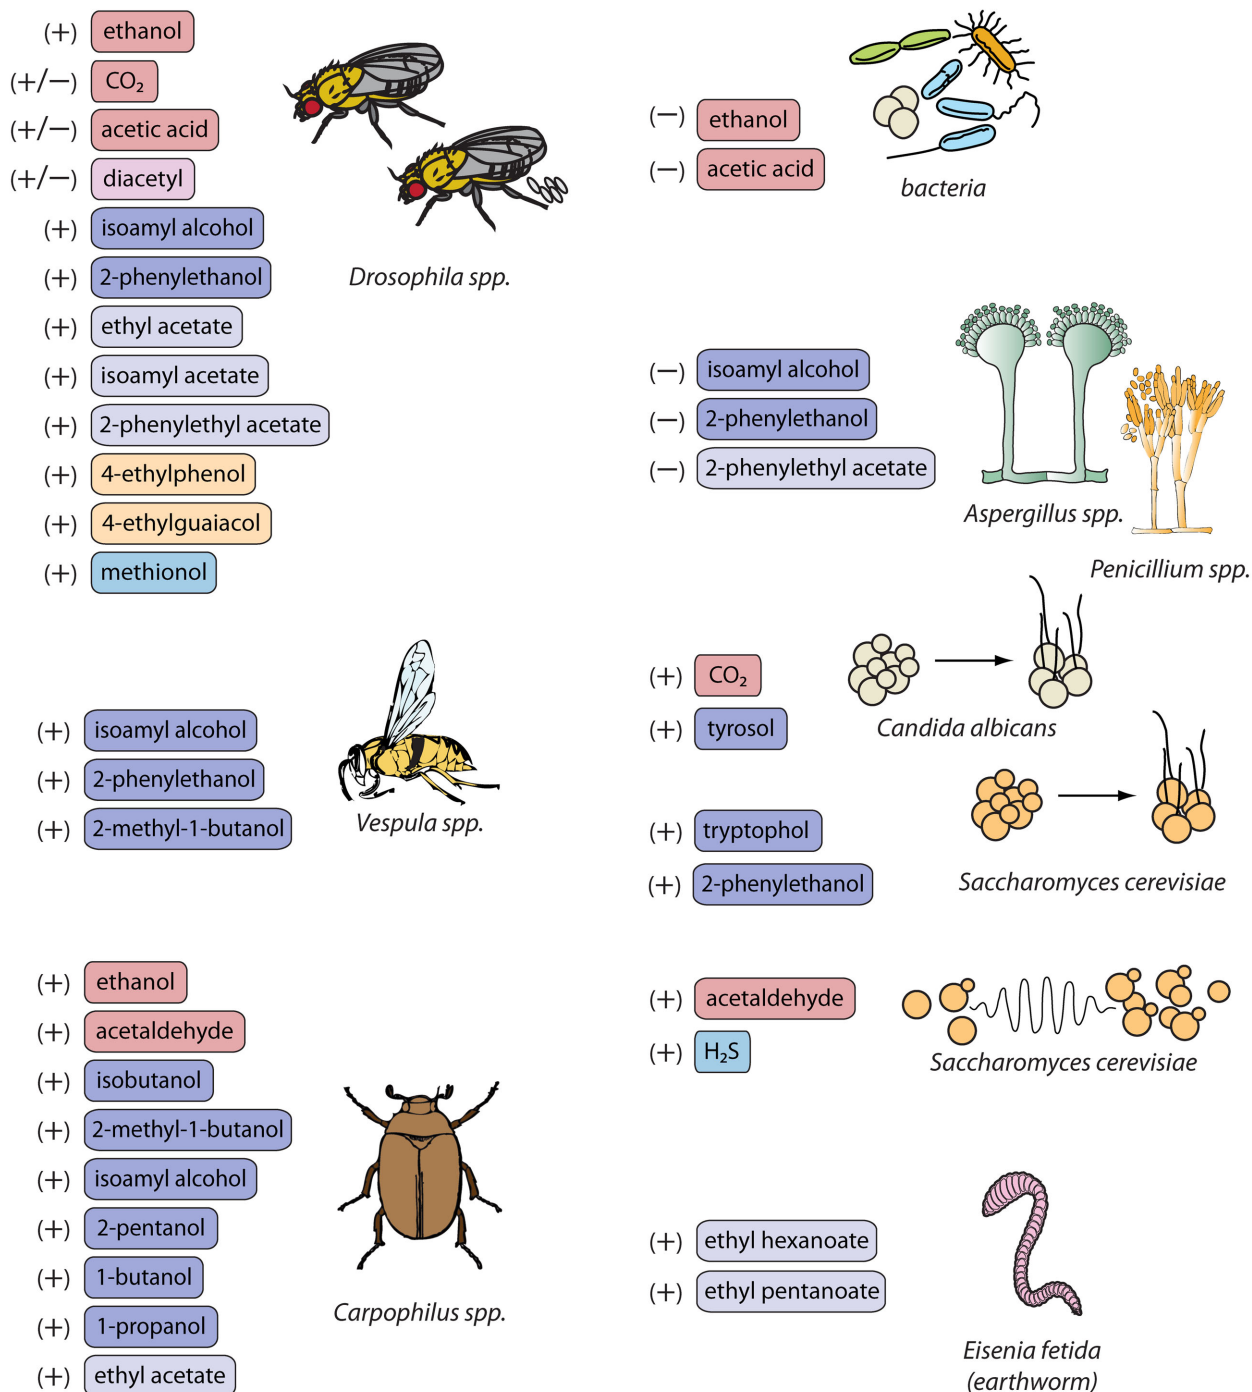 (+) ethanol
(+/−) CO₂
(+/−) acetic acid
(+/−) diacetyl
(+) isoamyl alcohol
(+) 2-phenylethanol
(+) ethyl acetate
(+) isoamyl acetate
(+) 2-phenylethyl acetate
(+) 4-ethylphenol
(+) 4-ethylguaiacol
(+) methionol
Drosophila spp.
(+) isoamyl alcohol
(+) 2-phenylethanol
(+) 2-methyl-1-butanol
Vespula spp.
(+) ethanol
(+) acetaldehyde
(+) isobutanol
(+) 2-methyl-1-butanol
(+) isoamyl alcohol
(+) 2-pentanol
(+) 1-butanol
(+) 1-propanol
(+) ethyl acetate
Carpophilus spp.
(−) ethanol
(−) acetic acid
bacteria
(−) isoamyl alcohol
(−) 2-phenylethanol
(−) 2-phenylethyl acetate
Aspergillus spp.
Penicillium spp.
(+) CO₂
(+) tyrosol
Candida albicans
(+) tryptophol
(+) 2-phenylethanol
Saccharomyces cerevisiae
(+) acetaldehyde
(+) H₂S
Saccharomyces cerevisiae
(+) ethyl hexanoate
(+) ethyl pentanoate
Eisenia fetida
(earthworm)